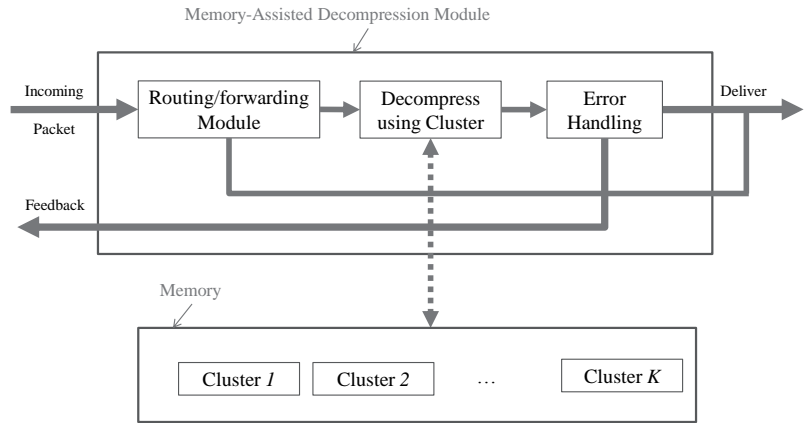 Memory-Assisted Decompression Module
Incoming
Packet
Routing/forwarding
Module
Decompress
using Cluster
Error
Handling
Deliver
Feedback
Memory
Cluster 1
Cluster 2
...
Cluster K